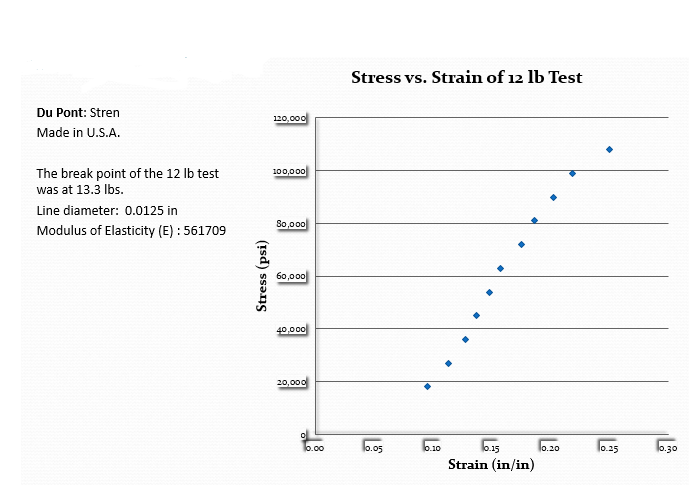 Stress vs. Strain of 12 lb Test
Du Pont: Stren
Made in U.S.A.
The break point of the 12 lb test
was at 13.3 lbs.
Line diameter:  0.0125 in
Modulus of Elasticity (E) : 561709
Stress (psi)
120,000
100,000
80,000
60,000
40,000
20,000
0
0.00 0.05 0.10 0.15 0.20 0.25 0.30
Strain (in/in)